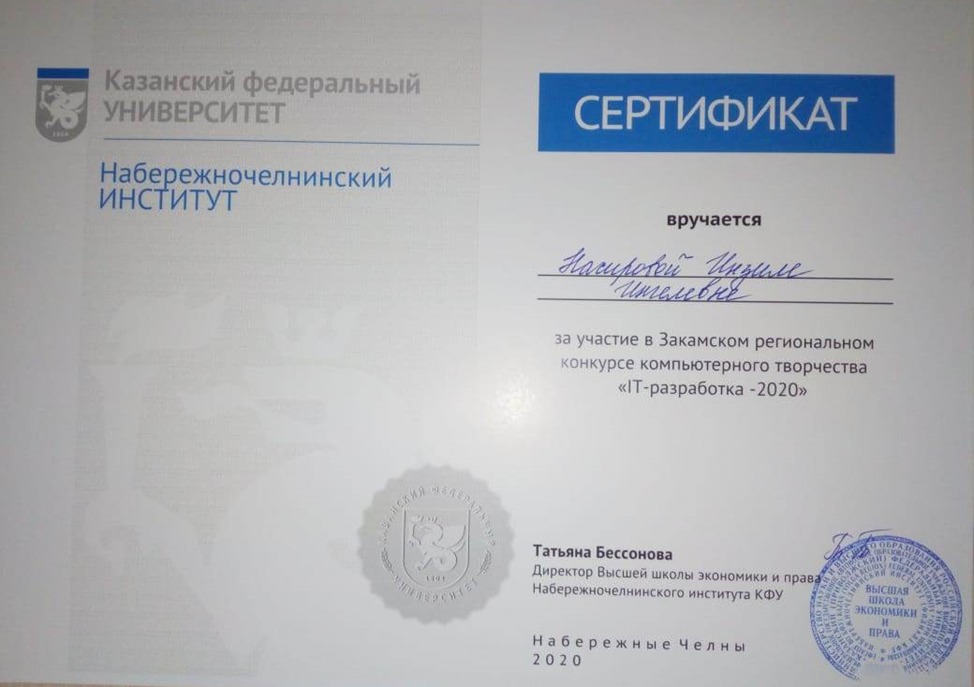 Казанский федеральный
УНИВЕРСИТЕТ
Набережночелнинский
ИНСТИТУТ
СЕРТИФИКАТ
вручается
Насировой Инзиле
Ингелевне
за участие в Закамском региональном
конкурсе компьютерного творчества
«IT-разработка -2020»
КАЗАНСКИЙ ФЕДЕРАЛЬНЫЙ
УНИВЕРСИТЕТ
1804
Татьяна Бессонова
Директор Высшей школы экономики и права
Набережночелнинского института КФУ
ВЫСШАЯ
ШКОЛА
ЭКОНОМИКИ
И
ПРАВА
Набережные Челны
2020